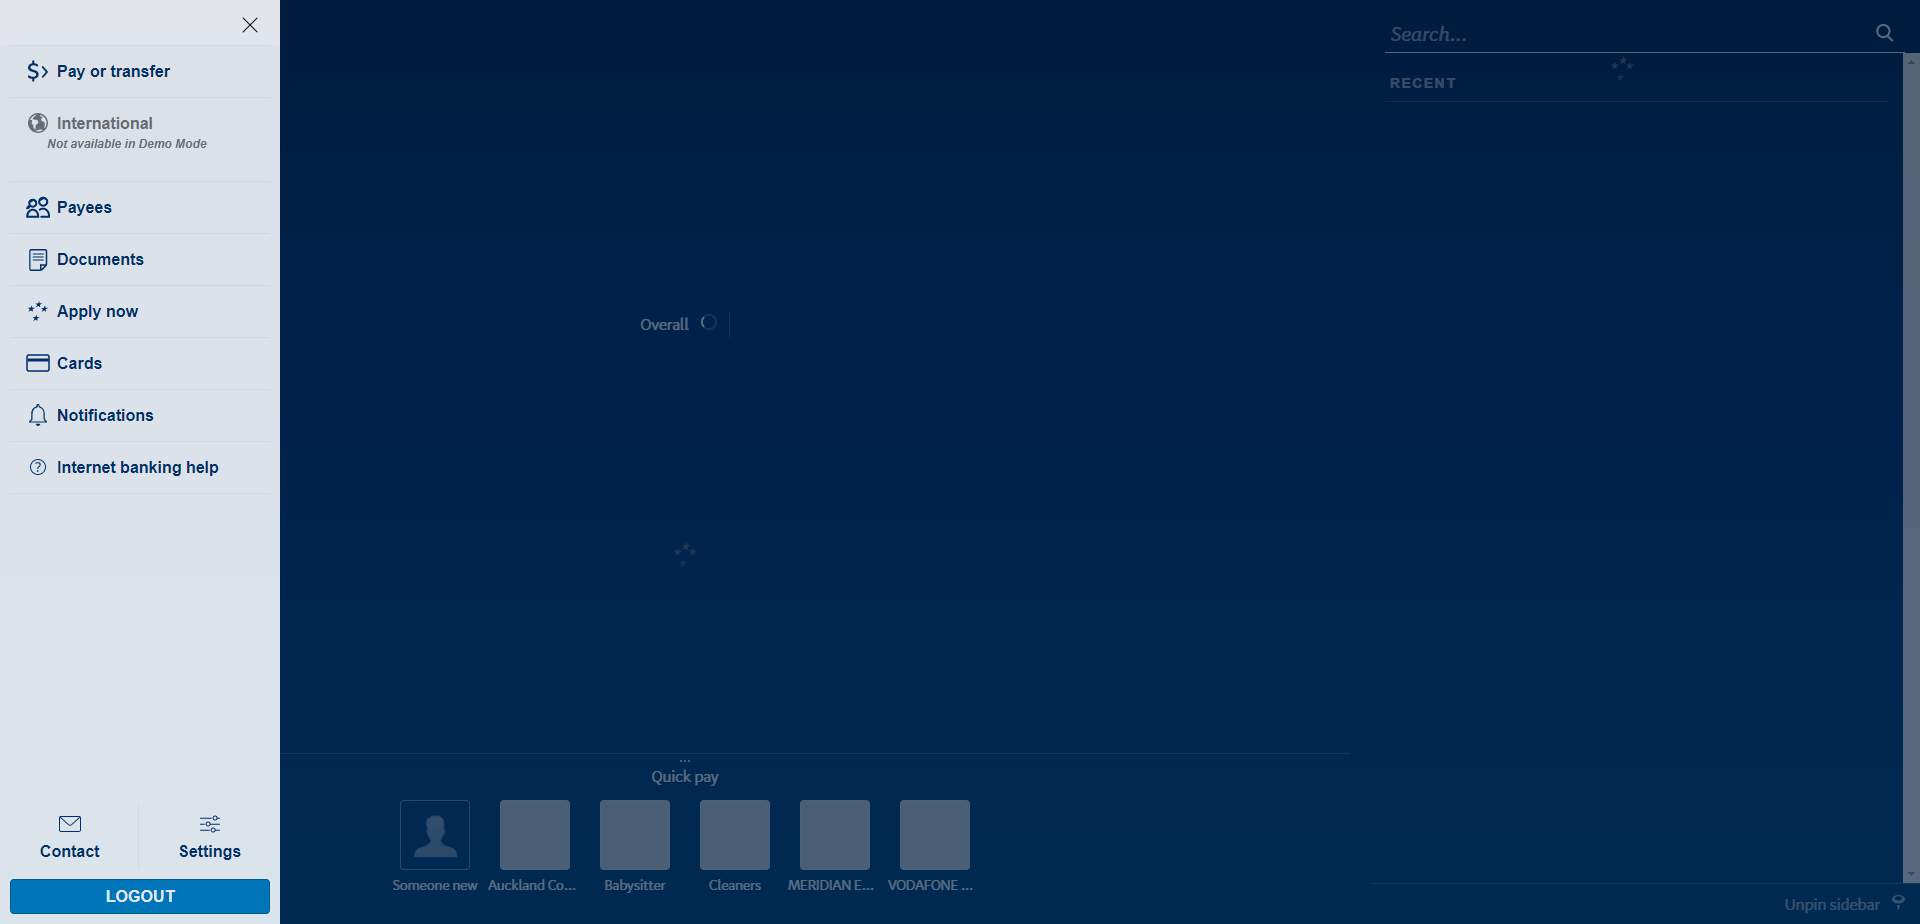 Pay or transfer
International
Not available in Demo Mode
Payees
Documents
Apply now
Cards
Notifications
Internet banking help
Contact
Settings
LOGOUT
Overall
...
Quick pay
Someone new
Auckland Co...
Babysitter
Cleaners
MERIDIAN E...
VODAFONE ...
Search...
RECENT
Unpin sidebar